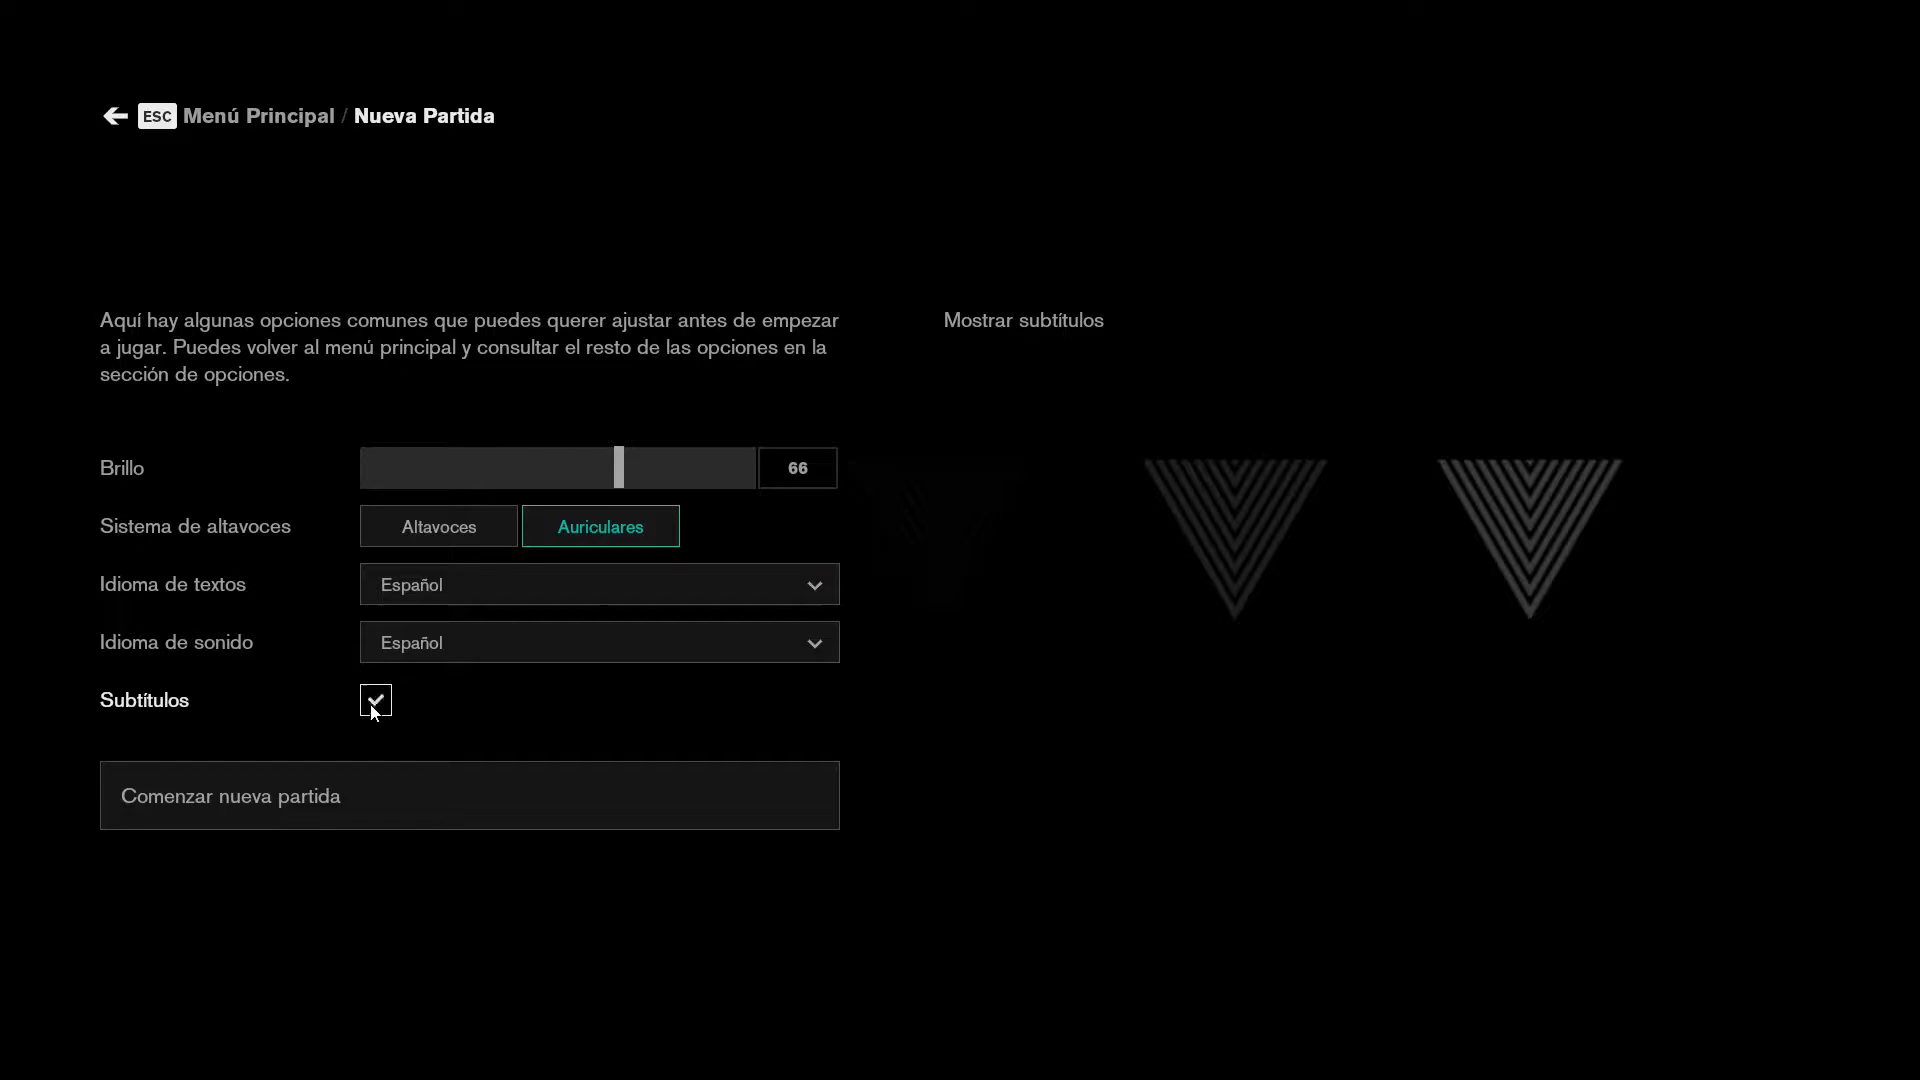 ESC Menú Principal / Nueva Partida
Aquí hay algunas opciones comunes que puedes querer ajustar antes de empezar
a jugar. Puedes volver al menú principal y consultar el resto de las opciones en la
sección de opciones.
Mostrar subtítulos
Brillo 66
Sistema de altavoces Altavoces Auriculares
Idioma de textos Español
Idioma de sonido Español
Subtítulos
Comenzar nueva partida